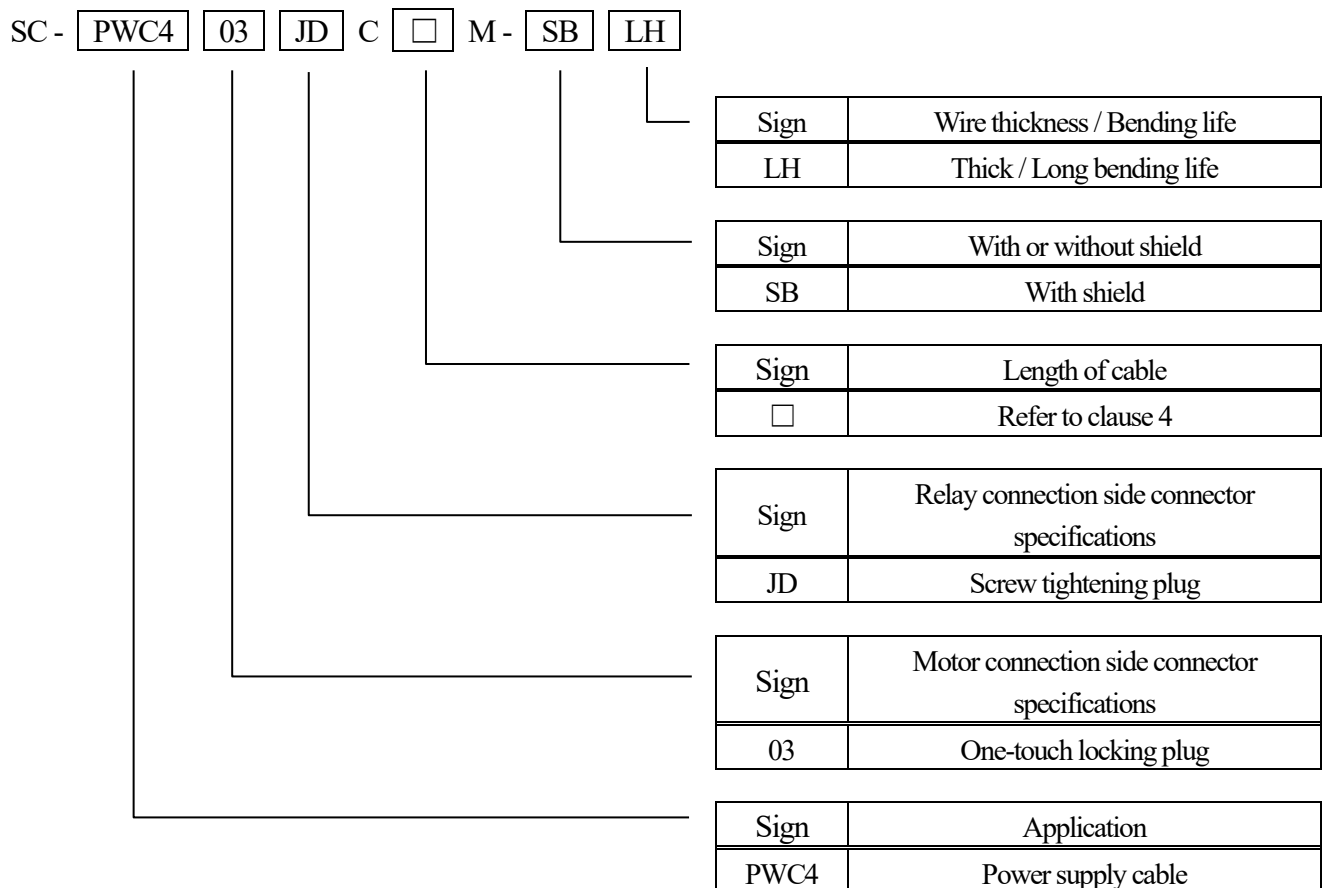 SC - PWC4 03 JD C □ M - SB LH
Sign Wire thickness / Bending life
LH Thick / Long bending life
Sign With or without shield
SB With shield
Sign Length of cable
□ Refer to clause 4
Sign Relay connection side connector
specifications
JD Screw tightening plug
Sign Motor connection side connector
specifications
03 One-touch locking plug
Sign Application
PWC4 Power supply cable